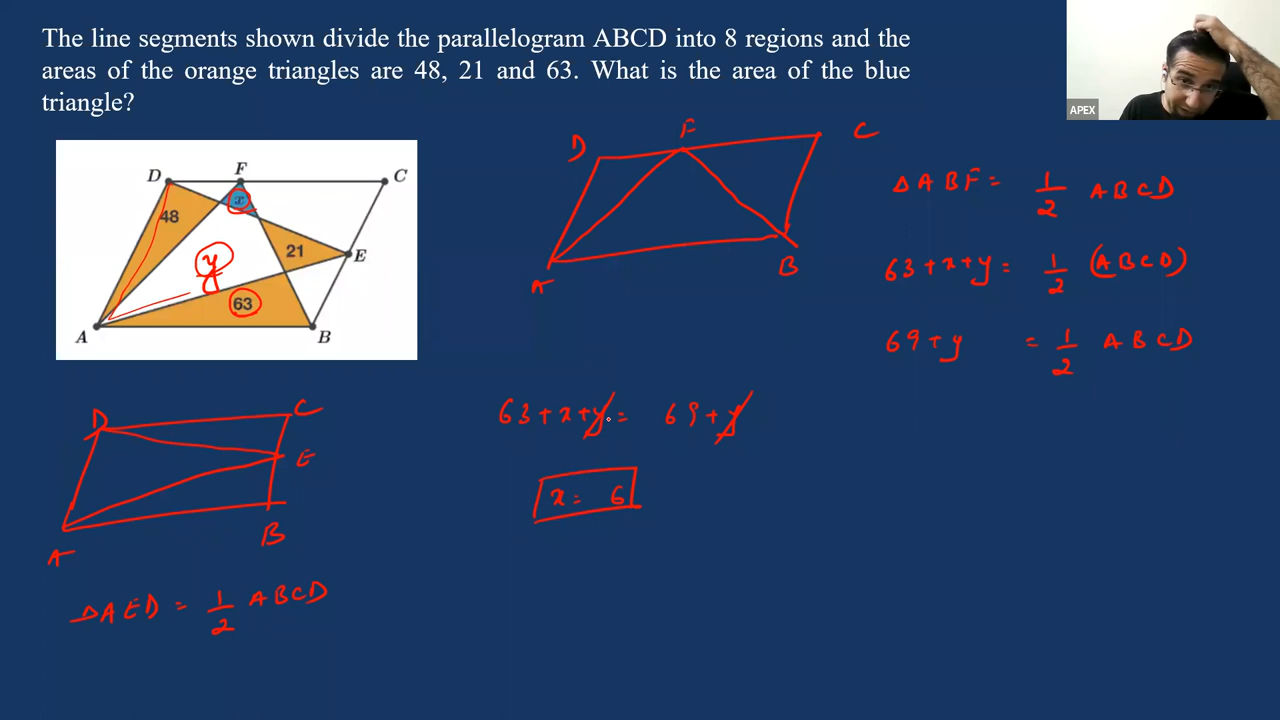 The line segments shown divide the parallelogram ABCD into 8 regions and the
areas of the orange triangles are 48, 21 and 63. What is the area of the blue
triangle?
APEX
D F C
48 x
y 21 E
63
A B
D F C
A B
ΔABF = 1/2 ABCD
63+x+y = 1/2 (ABCD)
69+y = 1/2 ABCD
D C
E
A B
63+x+y = 69+y
x = 6
ΔAED = 1/2 ABCD